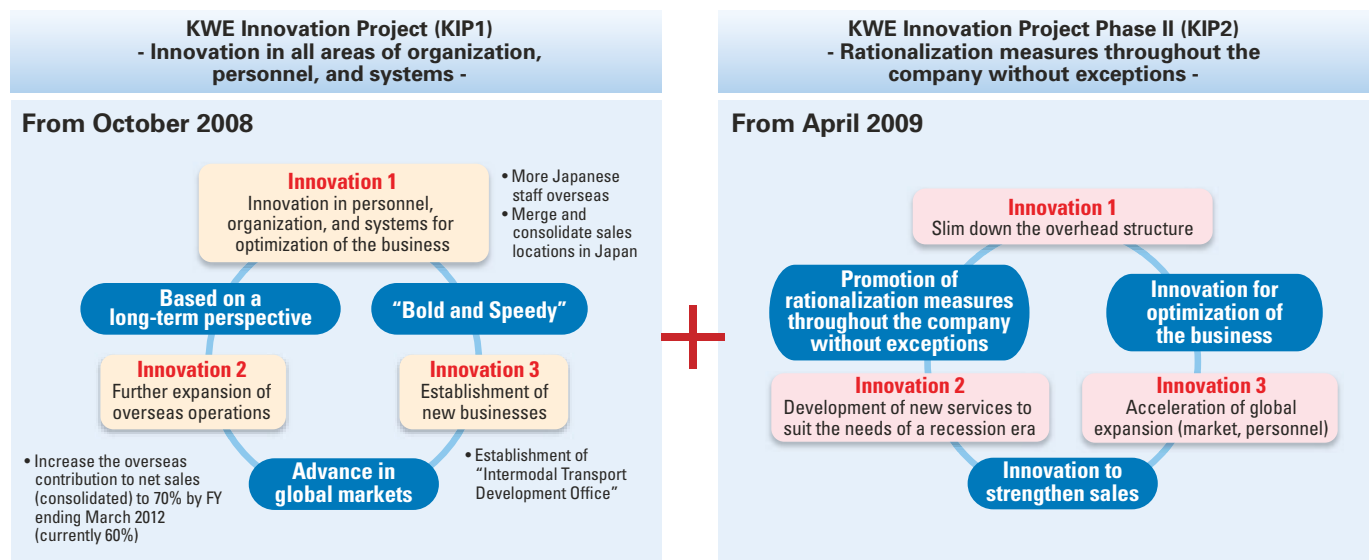 KWE Innovation Project (KIP1)
- Innovation in all areas of organization,
personnel, and systems -
From October 2008
Innovation 1
Innovation in personnel,
organization, and systems for
optimization of the business
• More Japanese
staff overseas
• Merge and
consolidate sales
locations in Japan
Based on a
long-term perspective
“Bold and Speedy”
Innovation 2
Further expansion of
overseas operations
Innovation 3
Establishment of
new businesses
• Increase the overseas
contribution to net sales
(consolidated) to 70% by FY
ending March 2012
(currently 60%)
Advance in
global markets
• Establishment of
“Intermodal Transport
Development Office”
+
KWE Innovation Project Phase II (KIP2)
- Rationalization measures throughout the
company without exceptions -
From April 2009
Innovation 1
Slim down the overhead structure
Promotion of
rationalization measures
throughout the company
without exceptions
Innovation for
optimization of
the business
Innovation 2
Development of new services to
suit the needs of a recession era
Innovation 3
Acceleration of global
expansion (market, personnel)
Innovation to
strengthen sales